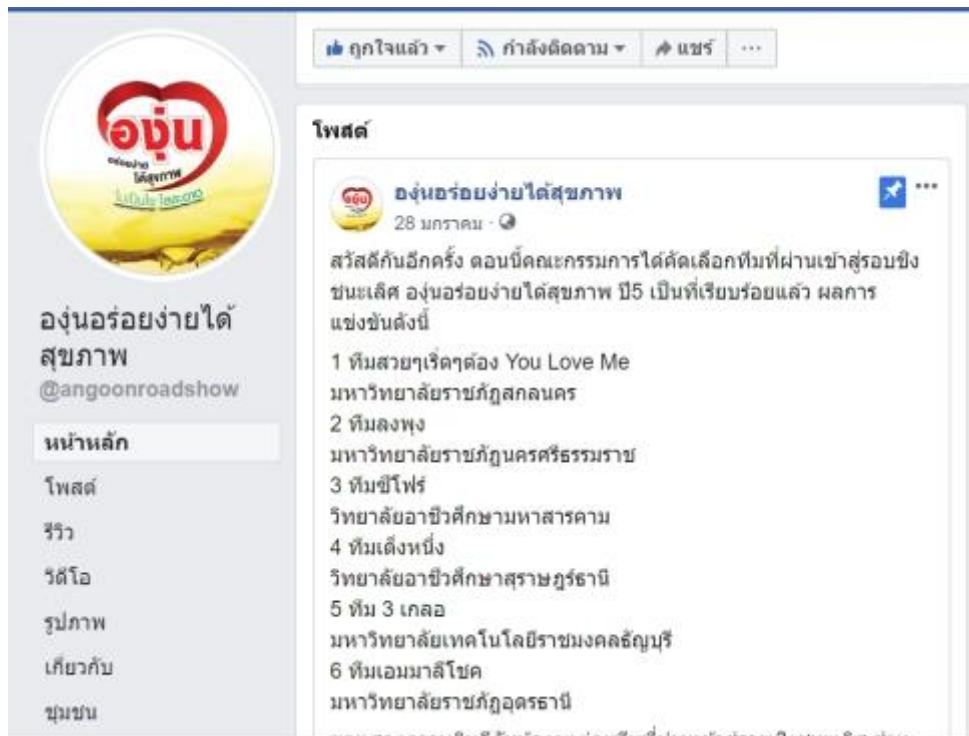 ถูกใจแล้ว
กำลังติดตาม
แชร์
องุ่น
อร่อยง่าย
ได้สุขภาพ
องุ่นอร่อยง่ายได้
สุขภาพ
@angoonroadshow
หน้าหลัก
โพสต์
รีวิว
วิดีโอ
รูปภาพ
เกี่ยวกับ
ชุมชน
โพสต์
องุ่นอร่อยง่ายได้สุขภาพ
28 มกราคม
สวัสดีกันอีกครั้ง ตอนนี้คณะกรรมการได้คัดเลือกทีมที่ผ่านเข้าสู่รอบชิง
ชนะเลิศ องุ่นอร่อยง่ายได้สุขภาพ ปี5 เป็นที่เรียบร้อยแล้ว ผลการ
แข่งขันดังนี้
1 ทีมสวยๆเริ่ดๆต้อง You Love Me
มหาวิทยาลัยราชภัฏสกลนคร
2 ทีมลงพุง
มหาวิทยาลัยราชภัฏนครศรีธรรมราช
3 ทีมซีโฟร์
วิทยาลัยอาชีวศึกษามหาสารคาม
4 ทีมเด็งหนึ่ง
วิทยาลัยอาชีวศึกษาสุราษฎร์ธานี
5 ทีม 3 เกลอ
มหาวิทยาลัยเทคโนโลยีราชมงคลธัญบุรี
6 ทีมเอมมาลีโชค
มหาวิทยาลัยราชภัฏอุดรธานี